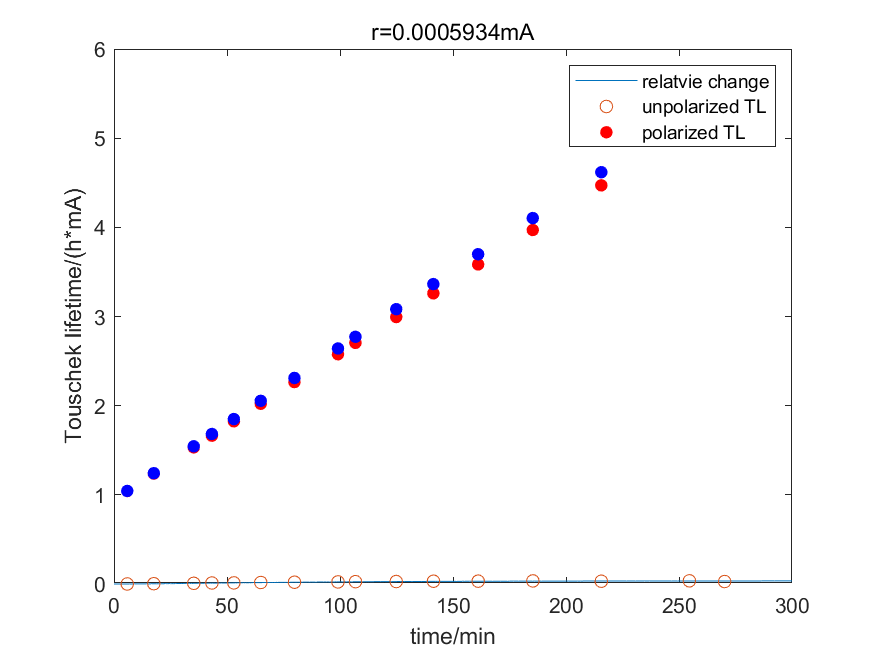 r=0.0005934mA
relatvie change
unpolarized TL
polarized TL
Touschek lifetime/(h*mA)
6
5
4
3
2
1
0
0 50 100 150 200 250 300
time/min